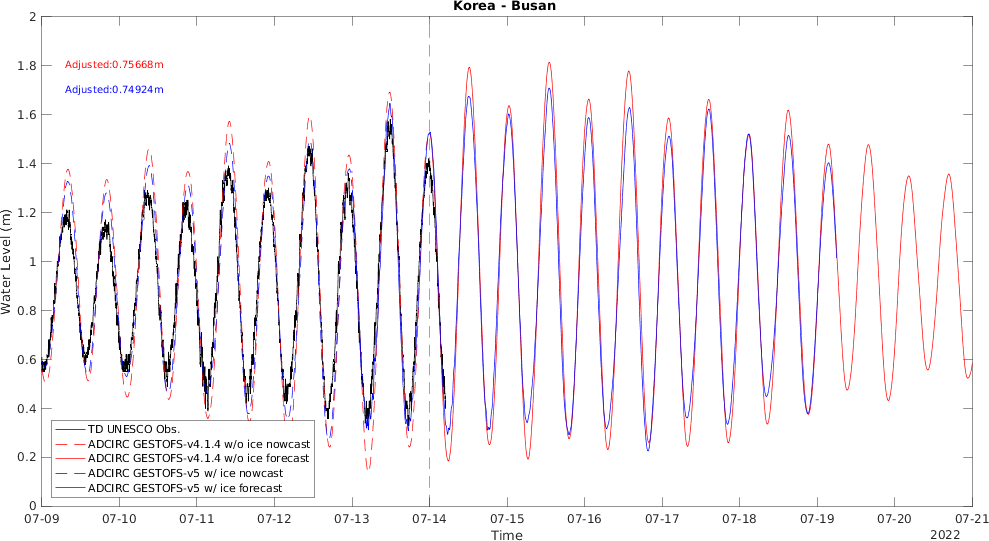 Korea - Busan
2
1.8
1.6
1.4
1.2
1
0.8
0.6
0.4
0.2
0
Water Level (m)
Adjusted:0.75668m
Adjusted:0.74924m
TD UNESCO Obs.
ADCIRC GESTOFS-v4.1.4 w/o ice nowcast
ADCIRC GESTOFS-v4.1.4 w/o ice forecast
ADCIRC GESTOFS-v5 w/ ice nowcast
ADCIRC GESTOFS-v5 w/ ice forecast
07-09 07-10 07-11 07-12 07-13 07-14 07-15 07-16 07-17 07-18 07-19 07-20 07-21
Time
2022